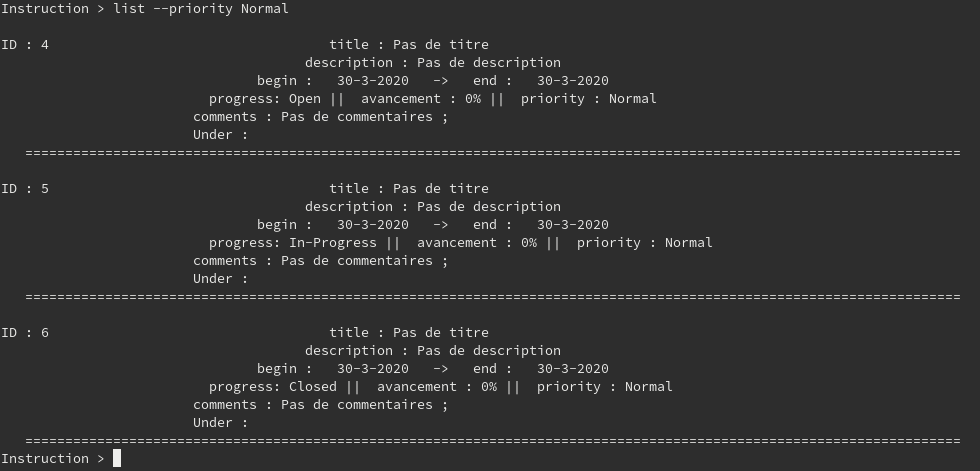 Instruction > list --priority Normal
ID : 4 title : Pas de titre
description : Pas de description
begin : 30-3-2020 -> end : 30-3-2020
progress: Open || avancement : 0% || priority : Normal
comments : Pas de commentaires ;
Under :
=====================================================================================================================
ID : 5 title : Pas de titre
description : Pas de description
begin : 30-3-2020 -> end : 30-3-2020
progress: In-Progress || avancement : 0% || priority : Normal
comments : Pas de commentaires ;
Under :
=====================================================================================================================
ID : 6 title : Pas de titre
description : Pas de description
begin : 30-3-2020 -> end : 30-3-2020
progress: Closed || avancement : 0% || priority : Normal
comments : Pas de commentaires ;
Under :
=====================================================================================================================
Instruction >